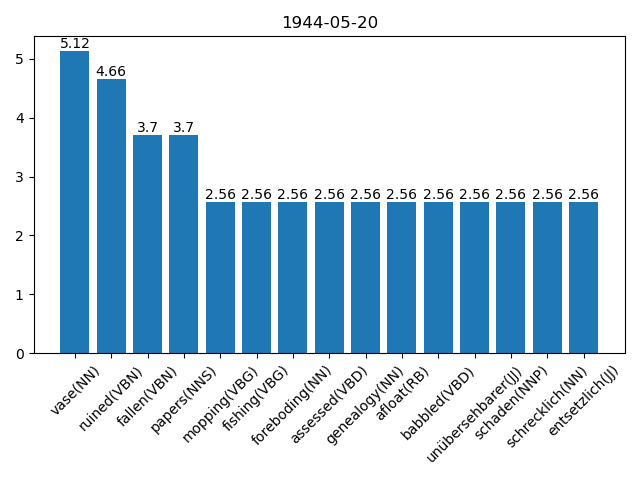 1944-05-20
5.12
4.66
3.7
3.7
2.56
2.56
2.56
2.56
2.56
2.56
2.56
2.56
2.56
2.56
2.56
5
4
3
2
1
0
vase(NN)
ruined(VBN)
fallen(VBN)
papers(NNS)
mopping(VBG)
fishing(VBG)
foreboding(NN)
assessed(VBD)
genealogy(NN)
afloat(RB)
babbled(VBD)
unübersehbarer(JJ)
schaden(NNP)
schrecklich(NN)
entsetzlich(JJ)